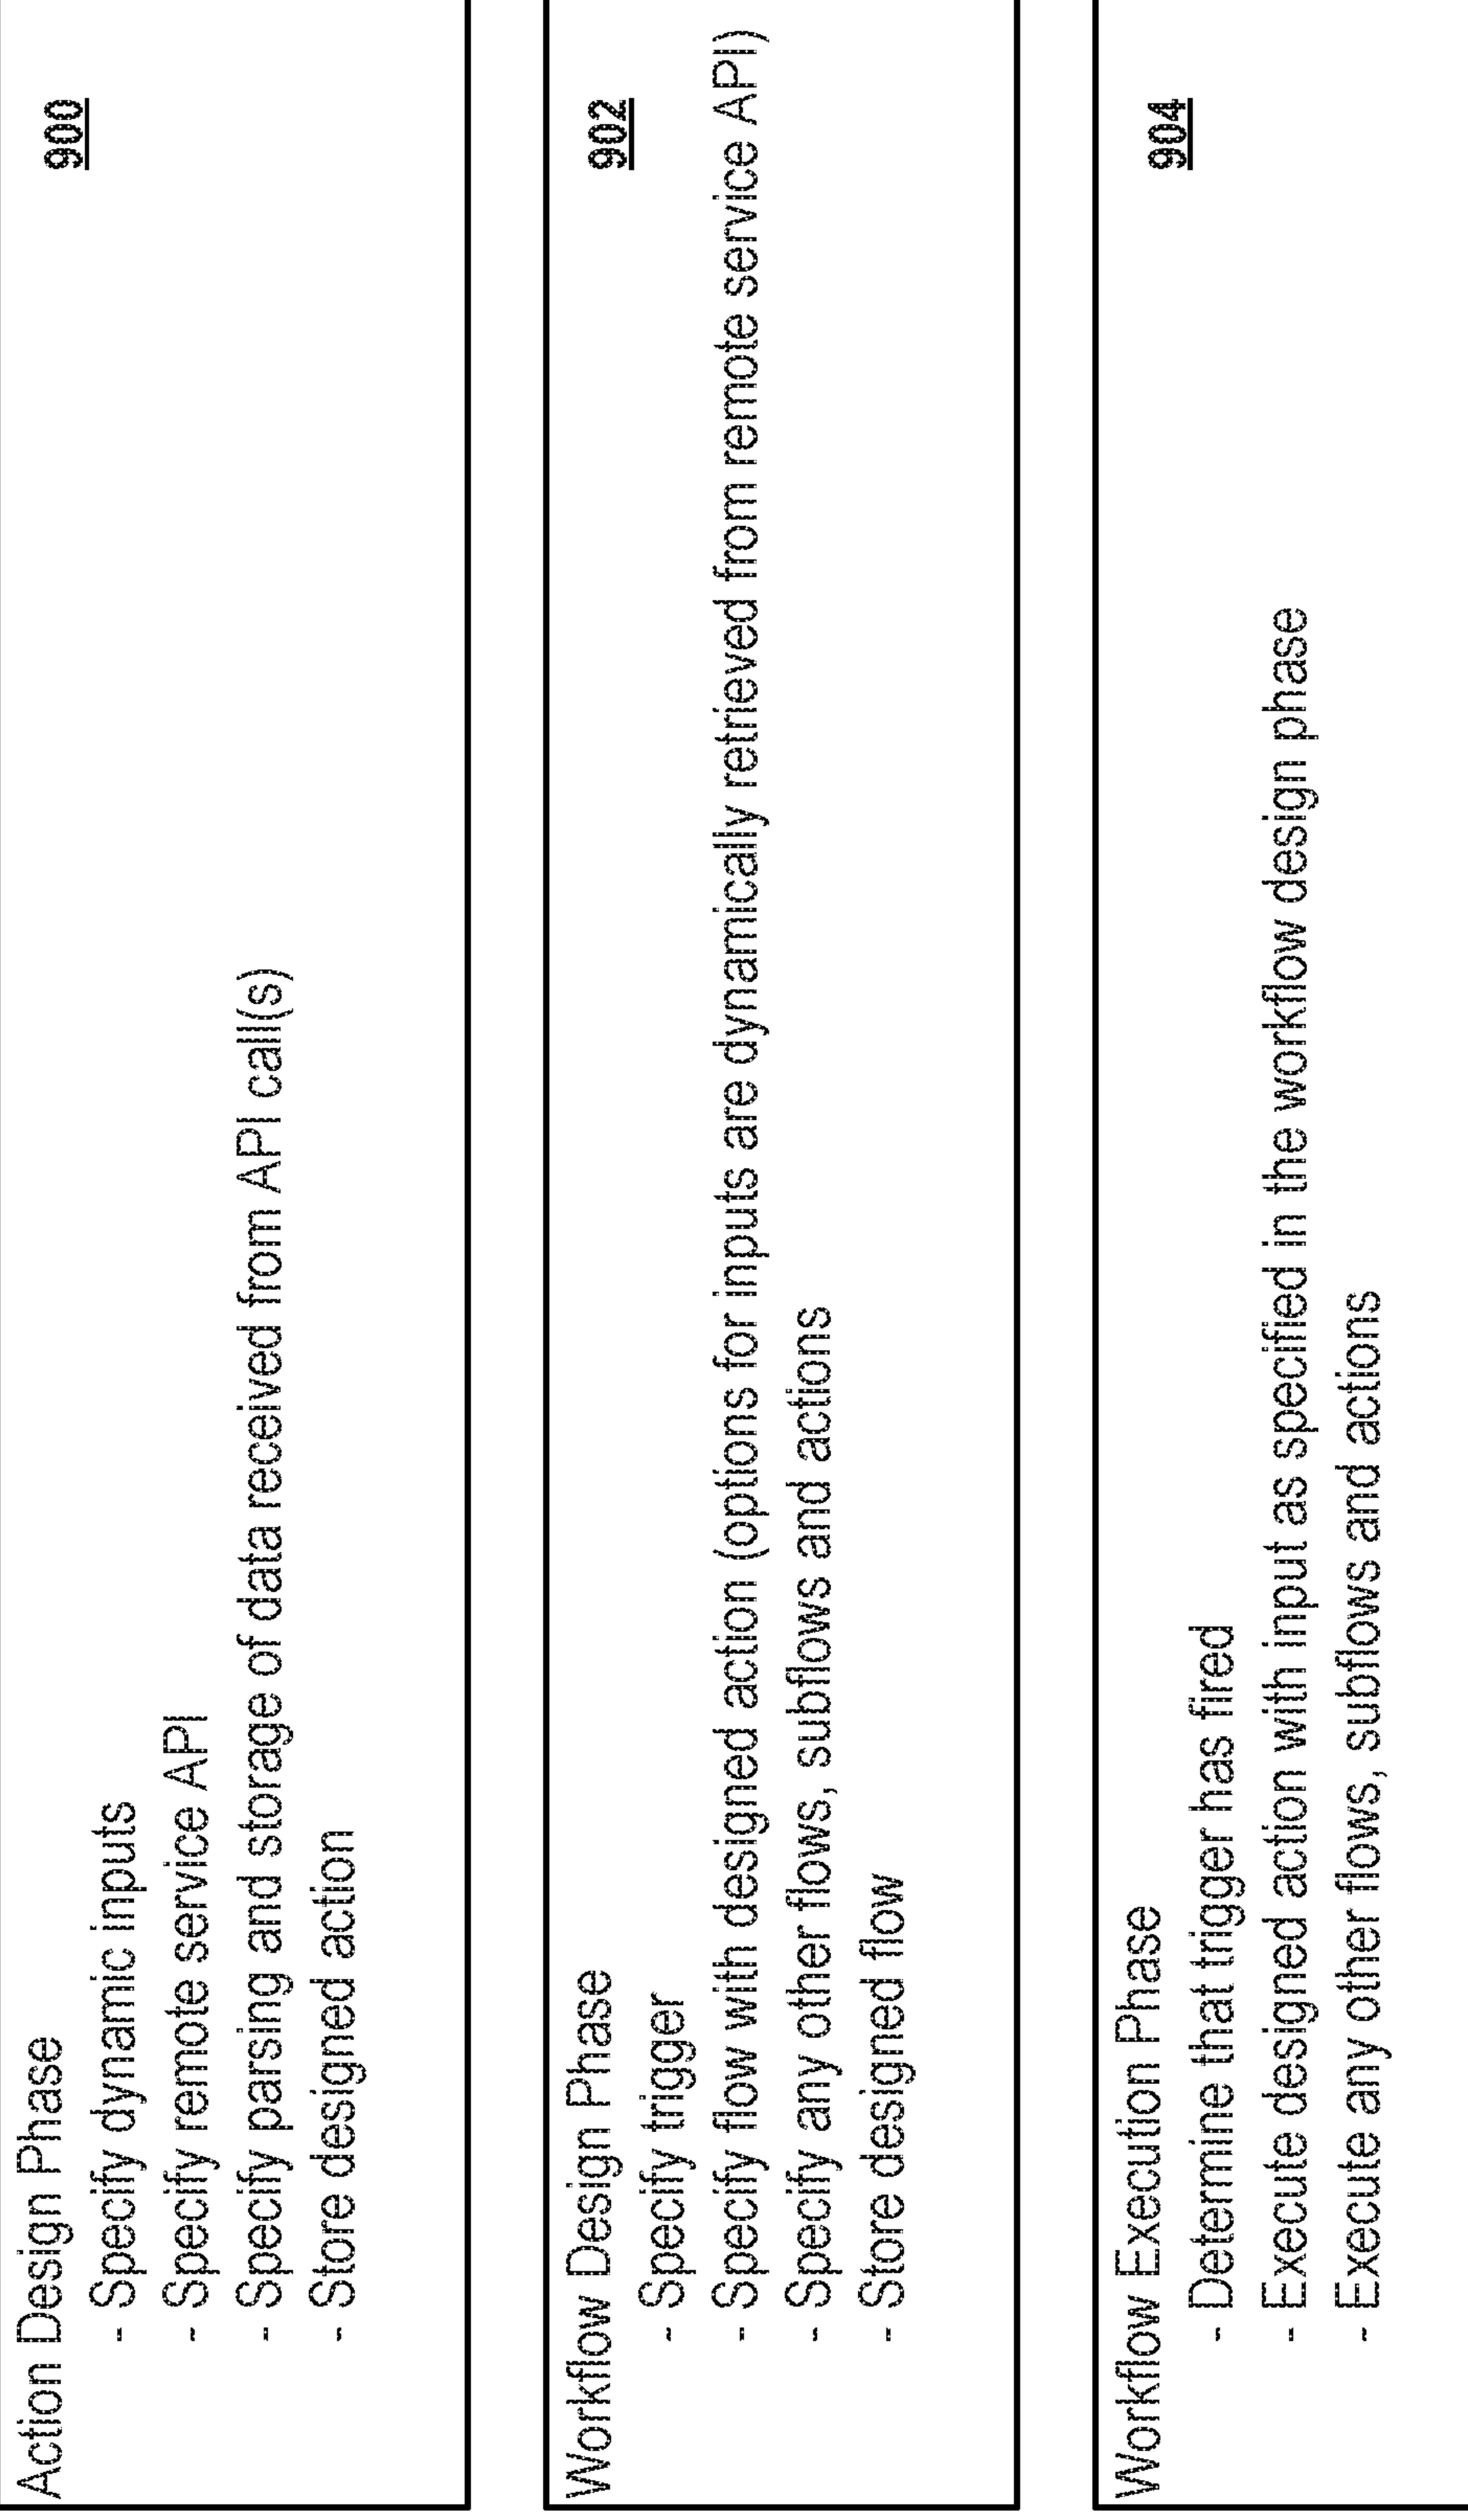 Action Design Phase
900
- Specify dynamic inputs
- Specify remote service API
- Specify parsing and storage of data received from API call(s)
- Store designed action
Workflow Design Phase
902
- Specify trigger
- Specify flow with designed action (options for inputs are dynamically retrieved from remote service API)
- Specify any other flows, subflows and actions
- Store designed flow
Workflow Execution Phase
904
- Determine that trigger has fired
- Execute designed action with input as specified in the workflow design phase
- Execute any other flows, subflows and actions